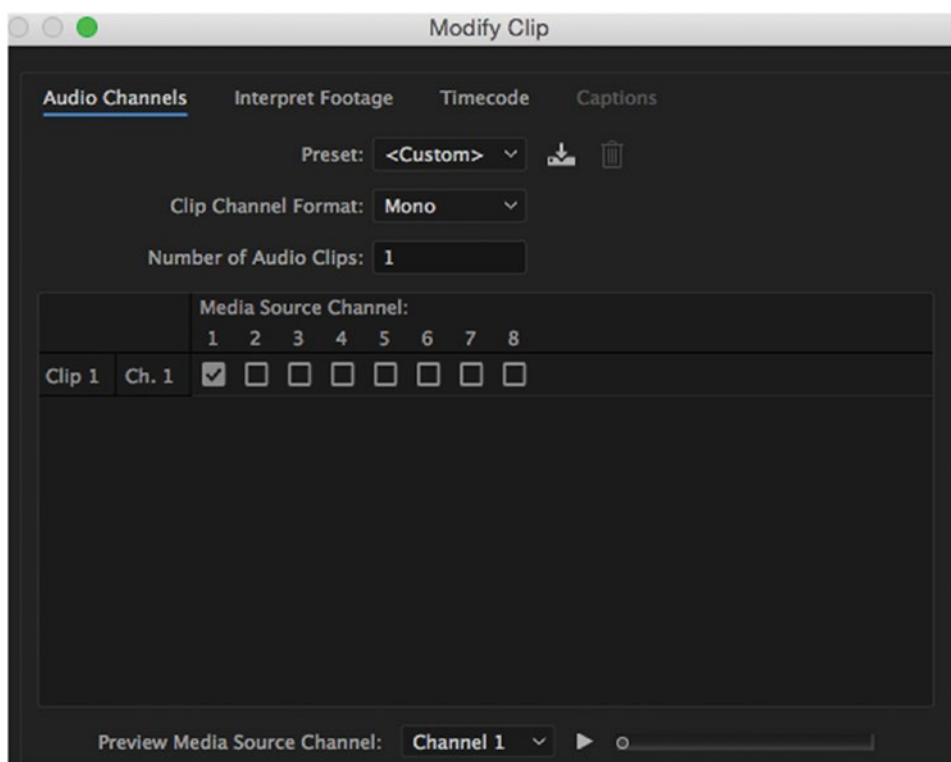 Modify Clip
Audio Channels Interpret Footage Timecode Captions
Preset: <Custom>
Clip Channel Format: Mono
Number of Audio Clips: 1
Media Source Channel:
1 2 3 4 5 6 7 8
Clip 1 Ch. 1
Preview Media Source Channel: Channel 1